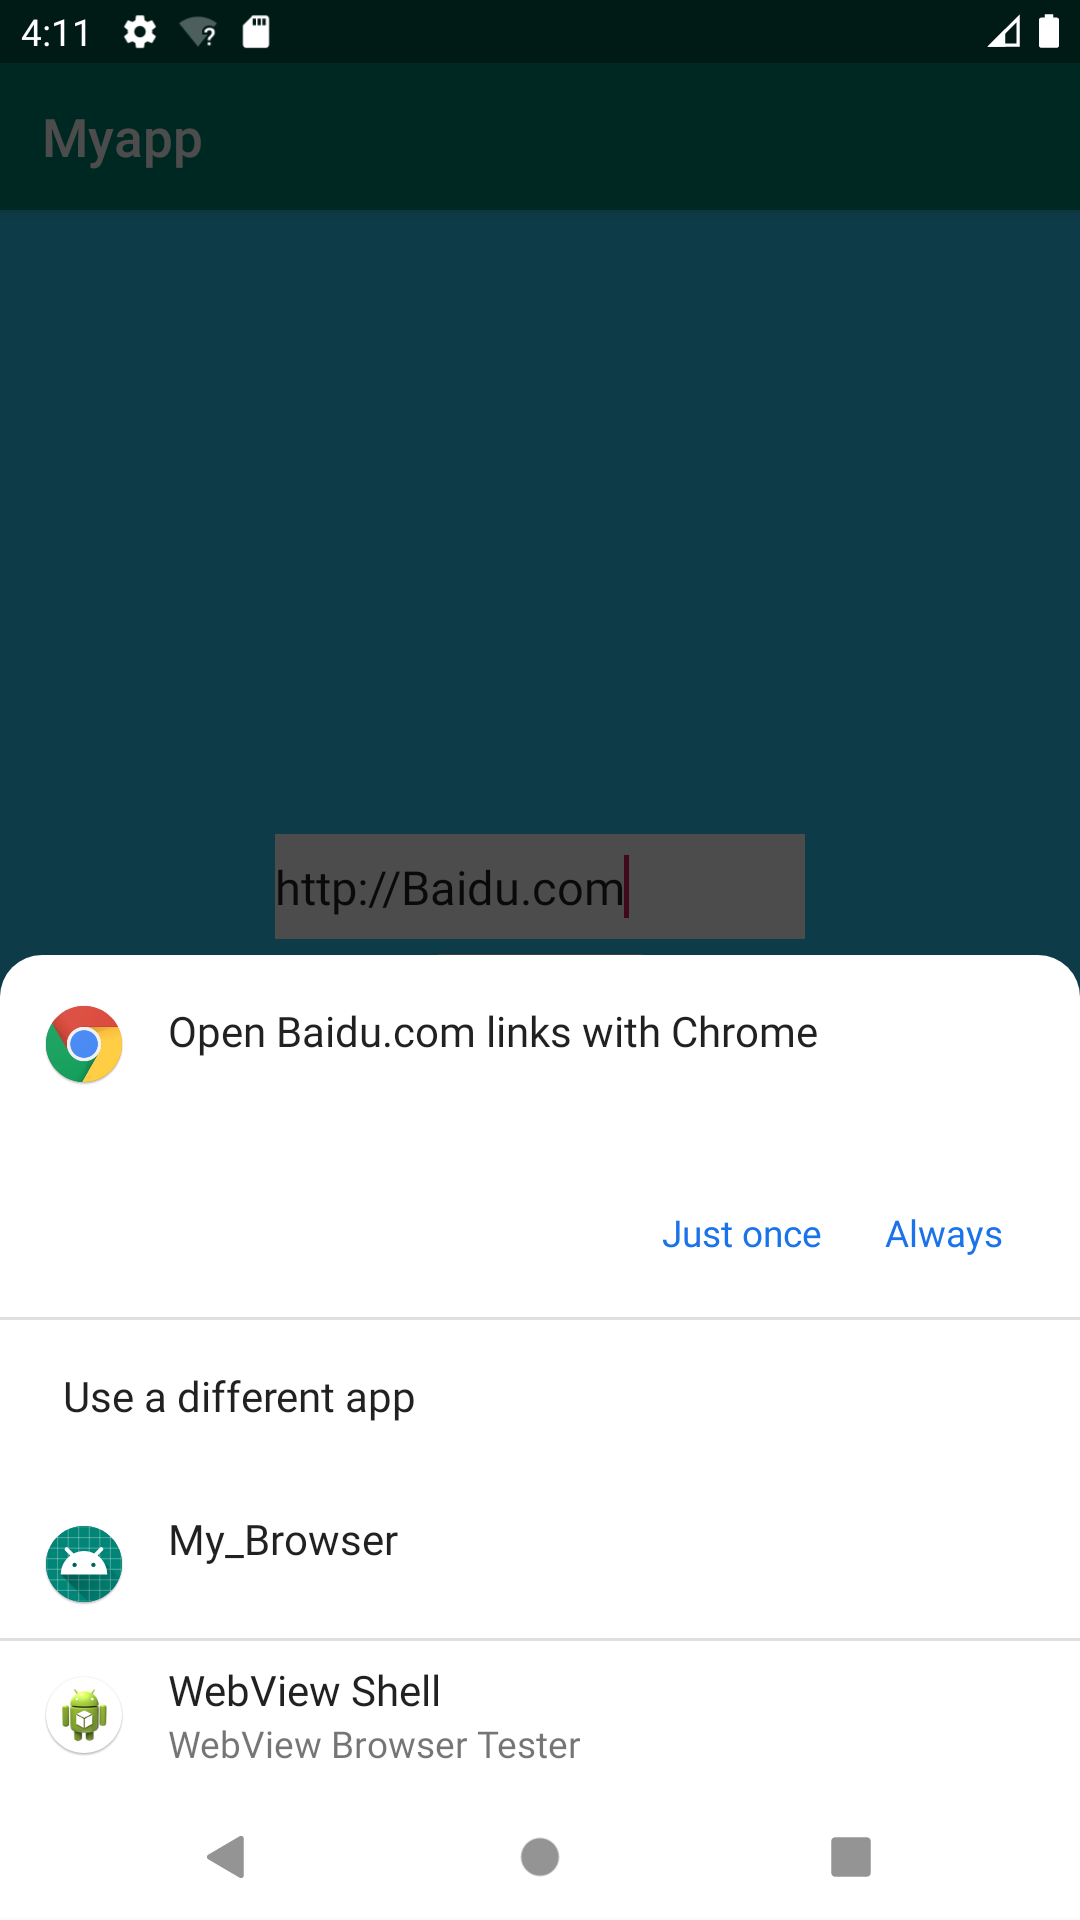 4:11
Myapp
http://Baidu.com
Open Baidu.com links with Chrome
Just once Always
Use a different app
My_Browser
WebView Shell
WebView Browser Tester